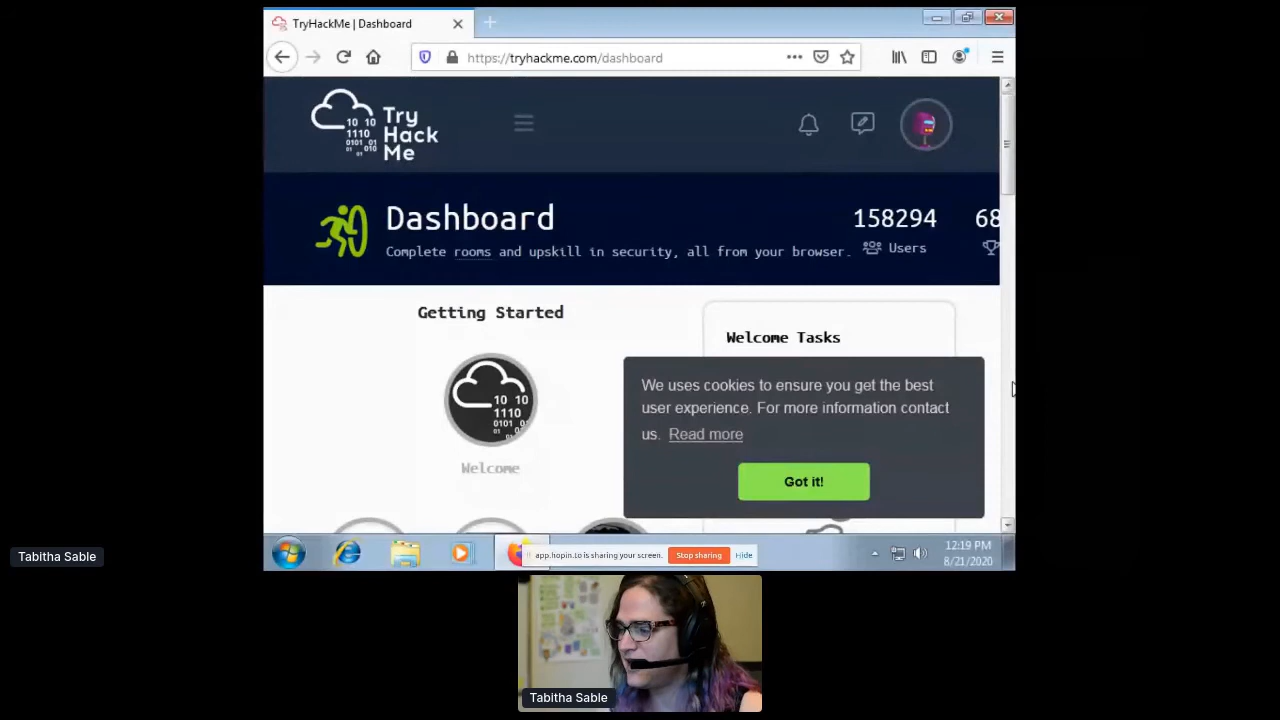 TryHackMe | Dashboard
https://tryhackme.com/dashboard
10 10
1110
0101 01
01 010
Try
Hack
Me
Dashboard
158294
68
Complete rooms and upskill in security, all from your browser.
Users
Getting Started
Welcome Tasks
We uses cookies to ensure you get the best
user experience. For more information contact
us. Read more
10 10
1110
0101 01
Welcome
Got it!
app.hopin.to is sharing your screen. Stop sharing Hide
12:19 PM
8/21/2020
Tabitha Sable
Tabitha Sable